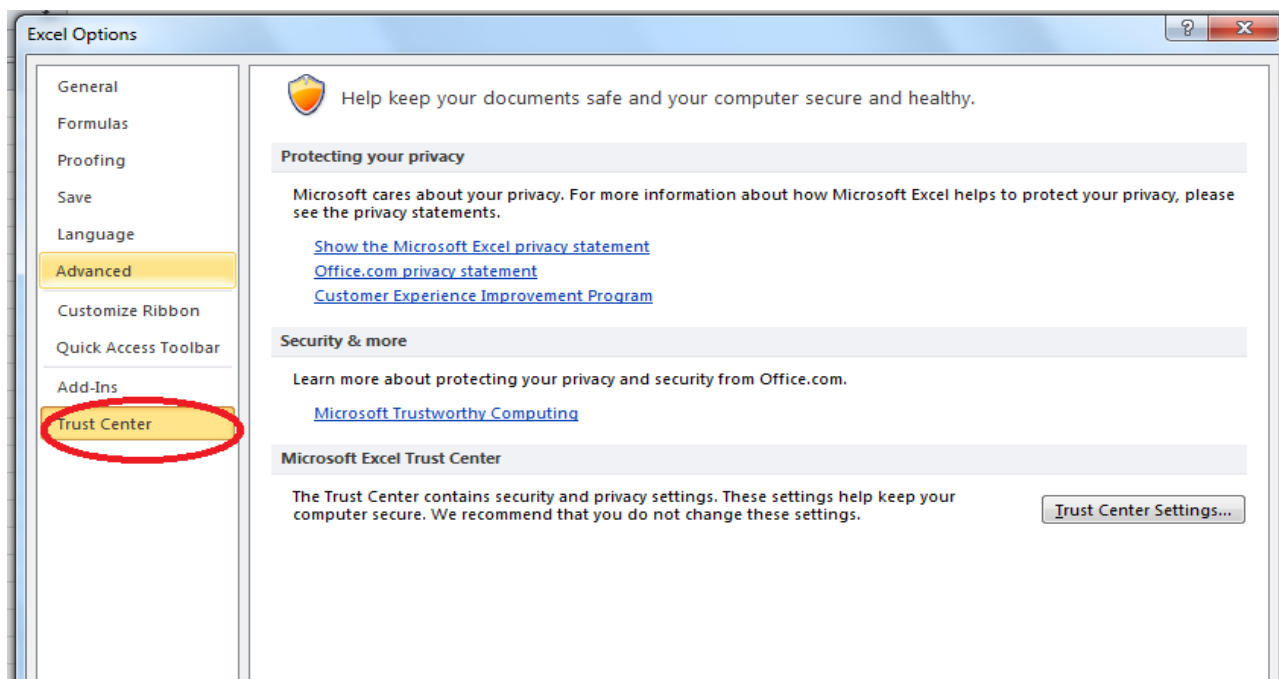 Excel Options
General
Formulas
Proofing
Save
Language
Advanced
Customize Ribbon
Quick Access Toolbar
Add-Ins
Trust Center
Help keep your documents safe and your computer secure and healthy.
Protecting your privacy
Microsoft cares about your privacy. For more information about how Microsoft Excel helps to protect your privacy, please
see the privacy statements.
Show the Microsoft Excel privacy statement
Office.com privacy statement
Customer Experience Improvement Program
Security & more
Learn more about protecting your privacy and security from Office.com.
Microsoft Trustworthy Computing
Microsoft Excel Trust Center
The Trust Center contains security and privacy settings. These settings help keep your
computer secure. We recommend that you do not change these settings.
Trust Center Settings...